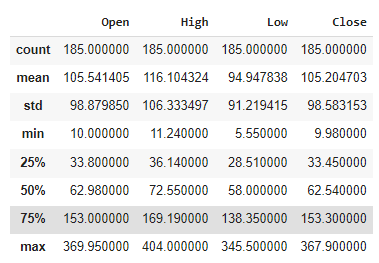 Open High Low Close
count 185.000000 185.000000 185.000000 185.000000
mean 105.541405 116.104324 94.947838 105.204703
std 98.879850 106.333497 91.219415 98.583153
min 10.000000 11.240000 5.550000 9.980000
25% 33.800000 36.140000 28.510000 33.450000
50% 62.980000 72.550000 58.000000 62.540000
75% 153.000000 169.190000 138.350000 153.300000
max 369.950000 404.000000 345.500000 367.900000